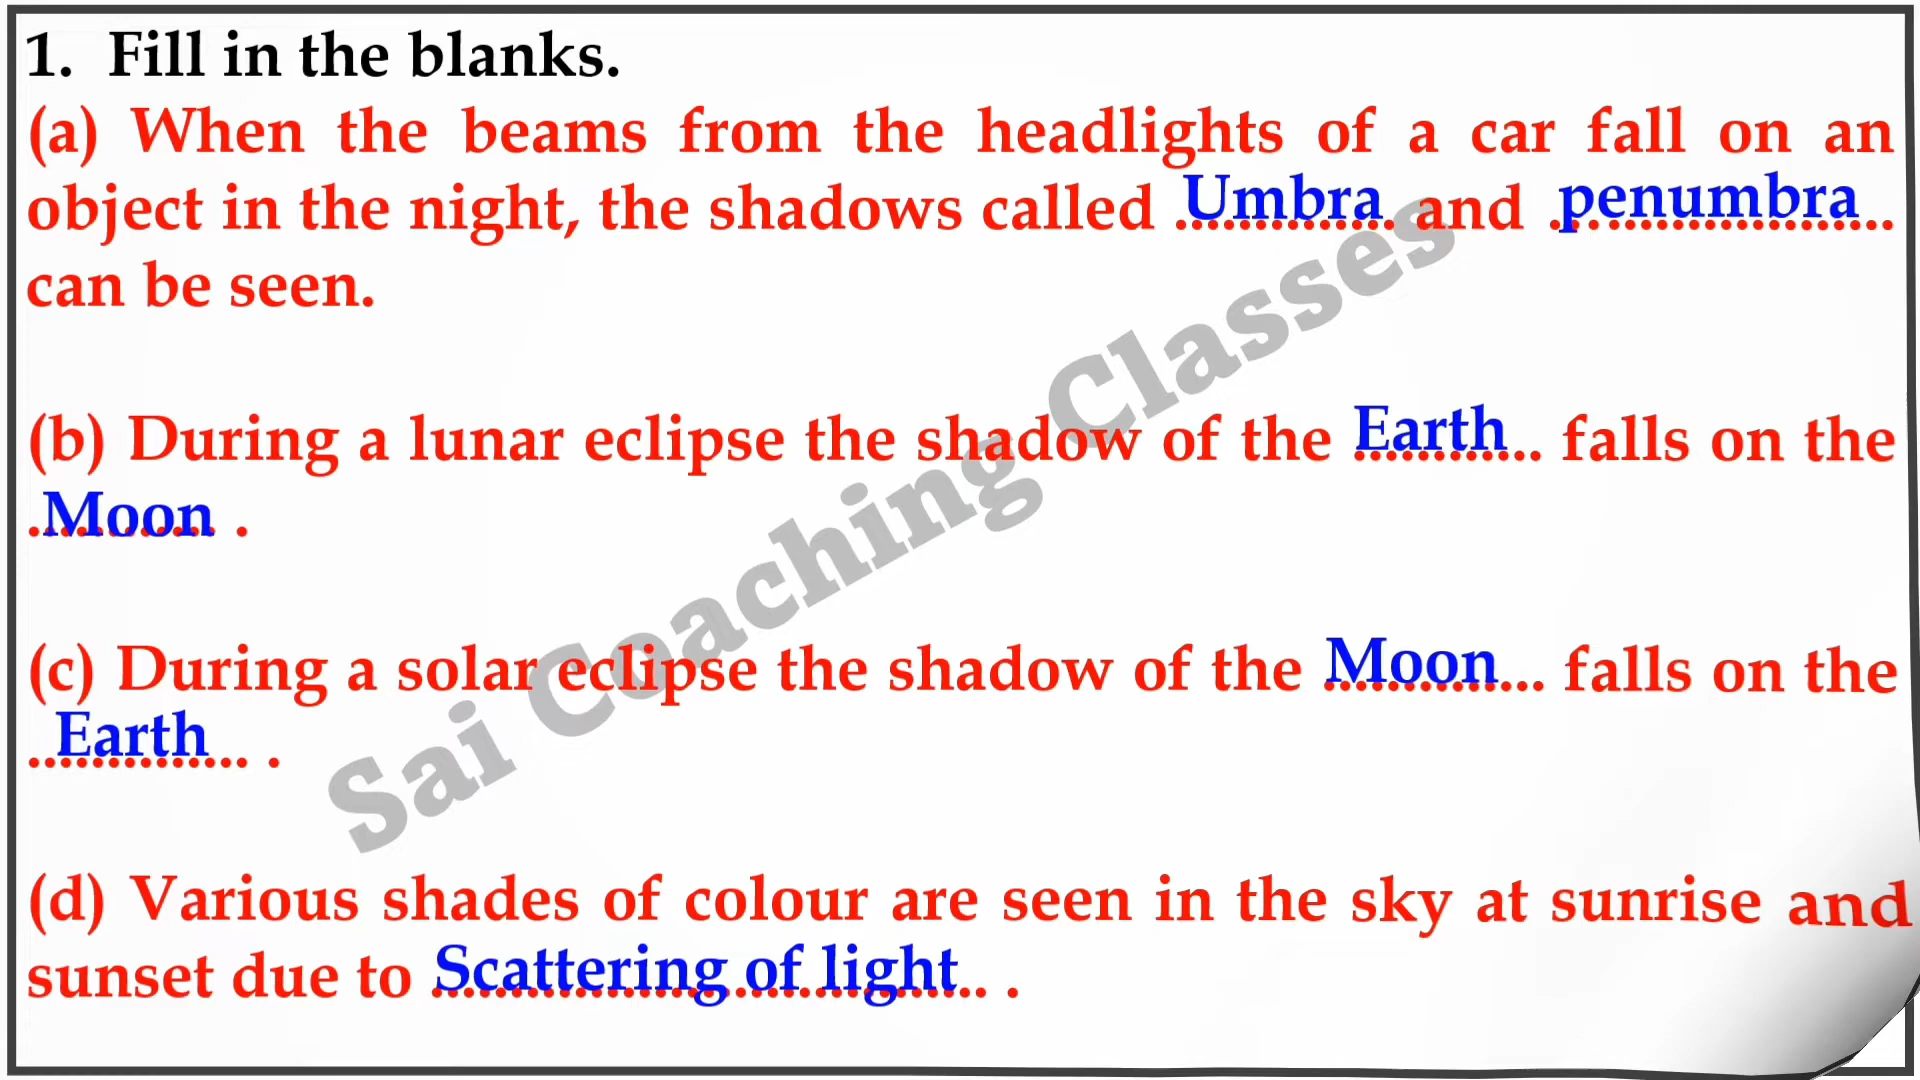 1. Fill in the blanks.
(a) When the beams from the headlights of a car fall on an
object in the night, the shadows called Umbra and penumbra
can be seen.
(b) During a lunar eclipse the shadow of the Earth falls on the
Moon .
(c) During a solar eclipse the shadow of the Moon falls on the
Earth .
(d) Various shades of colour are seen in the sky at sunrise and
sunset due to Scattering of light .
Sai Coaching Classes